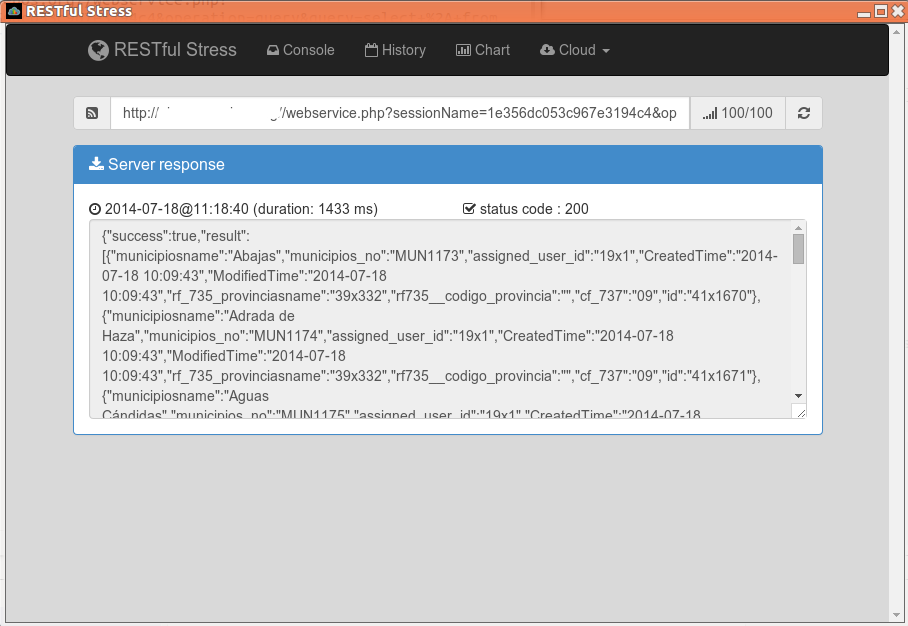 RESTful Stress
RESTful Stress Console History Chart Cloud
http:// /webservice.php?sessionName=1e356dc053c967e3194c4&op 100/100
Server response
2014-07-18@11:18:40 (duration: 1433 ms) status code : 200
{"success":true,"result":
[{"municipiosname":"Abajas","municipios_no":"MUN1173","assigned_user_id":"19x1","CreatedTime":"2014-
07-18 10:09:43","ModifiedTime":"2014-07-18
10:09:43","rf_735_provinciasname":"39x332","rf735__codigo_provincia":"","cf_737":"09","id":"41x1670"},
{"municipiosname":"Adrada de
Haza","municipios_no":"MUN1174","assigned_user_id":"19x1","CreatedTime":"2014-07-18
10:09:43","ModifiedTime":"2014-07-18
10:09:43","rf_735_provinciasname":"39x332","rf735__codigo_provincia":"","cf_737":"09","id":"41x1671"},
{"municipiosname":"Aguas
Cándidas","municipios_no":"MUN1175","assigned_user_id":"19x1","CreatedTime":"2014-07-18